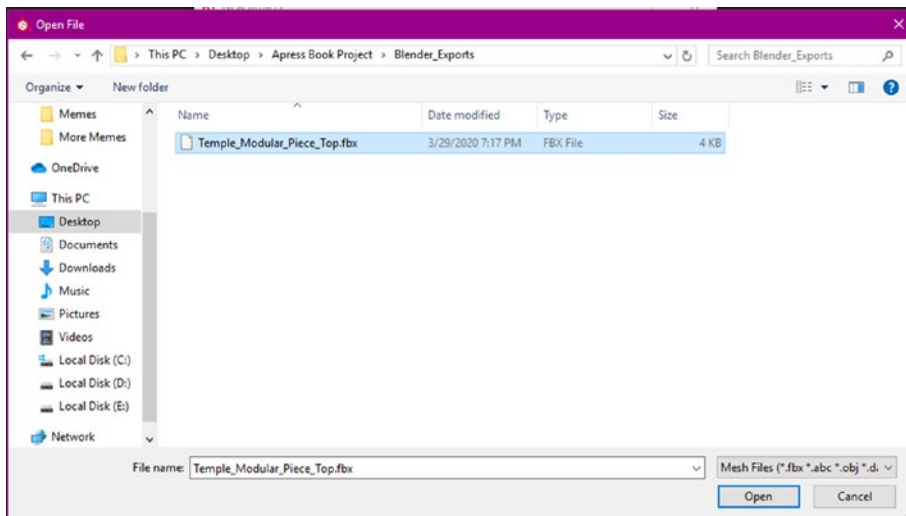 Open File
This PC > Desktop > Apress Book Project > Blender_Exports
Search Blender_Exports
Organize
New folder
Name
Date modified
Type
Size
Temple_Modular_Piece_Top.fbx
3/29/2020 7:17 PM
FBX File
4 KB
Memes
More Memes
OneDrive
This PC
Desktop
Documents
Downloads
Music
Pictures
Videos
Local Disk (C:)
Local Disk (D:)
Local Disk (E:)
Network
File name:
Temple_Modular_Piece_Top.fbx
Mesh Files (*.fbx *.abc *.obj *.d
Open
Cancel